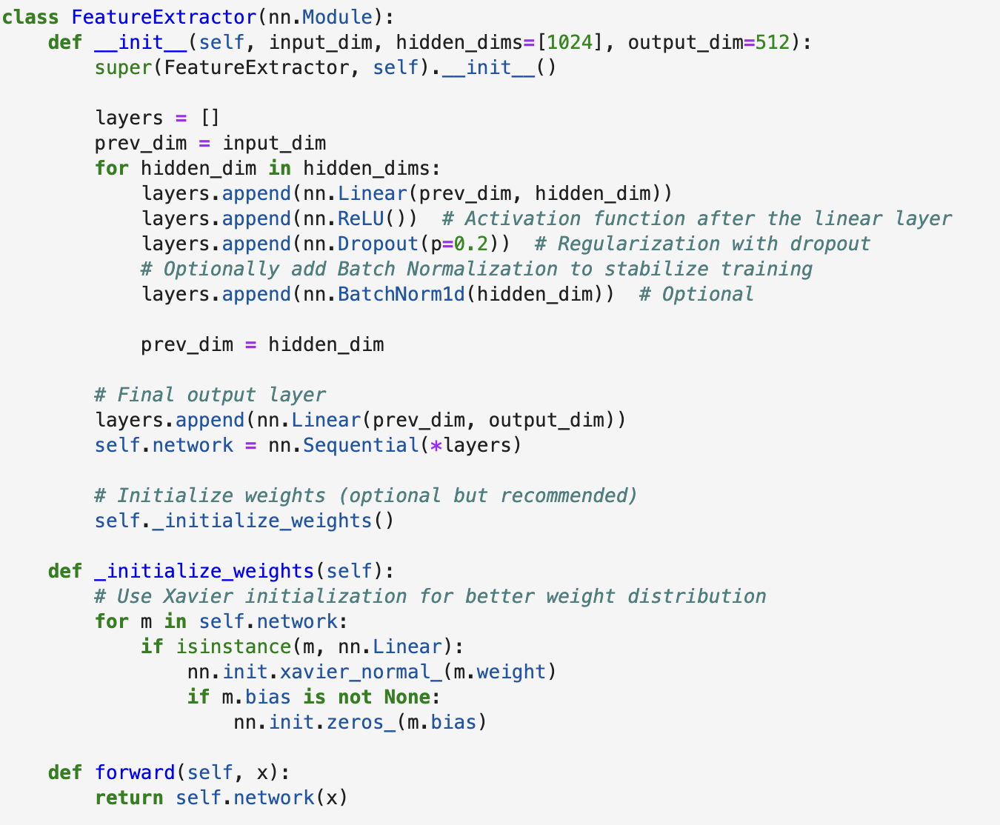 class FeatureExtractor(nn.Module):
    def __init__(self, input_dim, hidden_dims=[1024], output_dim=512):
        super(FeatureExtractor, self).__init__()

        layers = []
        prev_dim = input_dim
        for hidden_dim in hidden_dims:
            layers.append(nn.Linear(prev_dim, hidden_dim))
            layers.append(nn.ReLU())  # Activation function after the linear layer
            layers.append(nn.Dropout(p=0.2))  # Regularization with dropout
            # Optionally add Batch Normalization to stabilize training
            layers.append(nn.BatchNorm1d(hidden_dim))  # Optional

            prev_dim = hidden_dim

        # Final output layer
        layers.append(nn.Linear(prev_dim, output_dim))
        self.network = nn.Sequential(*layers)

        # Initialize weights (optional but recommended)
        self._initialize_weights()

    def _initialize_weights(self):
        # Use Xavier initialization for better weight distribution
        for m in self.network:
            if isinstance(m, nn.Linear):
                nn.init.xavier_normal_(m.weight)
                if m.bias is not None:
                    nn.init.zeros_(m.bias)

    def forward(self, x):
        return self.network(x)